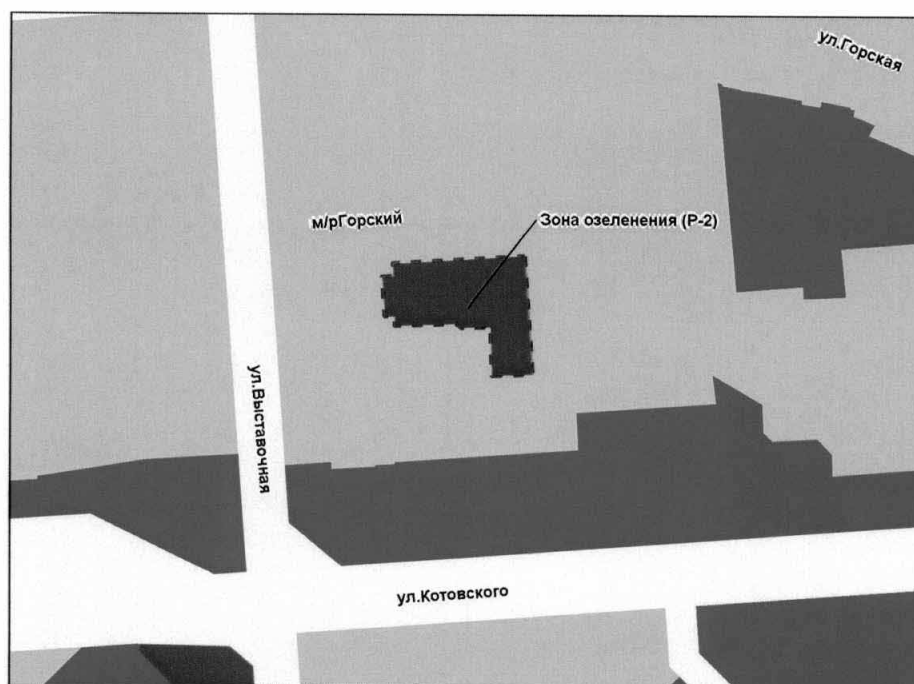 ул.Горская
м/рГорский
Зона озеленения (Р-2)
ул.Выставочная
ул.Котовского